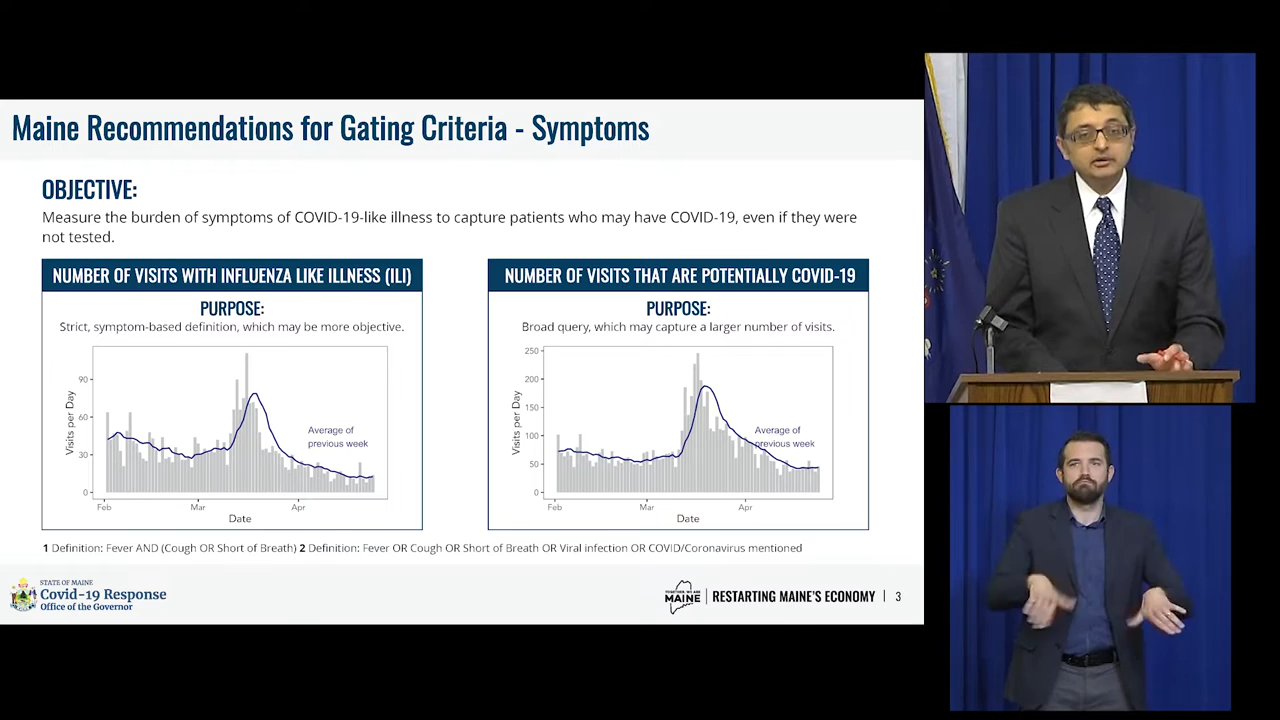 Maine Recommendations for Gating Criteria - Symptoms
OBJECTIVE:
Measure the burden of symptoms of COVID-19-like illness to capture patients who may have COVID-19, even if they were
not tested.
NUMBER OF VISITS WITH INFLUENZA LIKE ILLNESS (ILI)
PURPOSE:
Strict, symptom-based definition, which may be more objective.
Visits per Day
90
60
30
0
Average of
previous week
Feb Mar Apr
Date
NUMBER OF VISITS THAT ARE POTENTIALLY COVID-19
PURPOSE:
Broad query, which may capture a larger number of visits.
Visits per Day
250
200
150
100
50
0
Average of
previous week
Feb Mar Apr
Date
1 Definition: Fever AND (Cough OR Short of Breath) 2 Definition: Fever OR Cough OR Short of Breath OR Viral infection OR COVID/Coronavirus mentioned
STATE OF MAINE
Covid-19 Response
Office of the Governor
TOGETHER WE ARE
MAINE
RESTARTING MAINE'S ECONOMY | 3